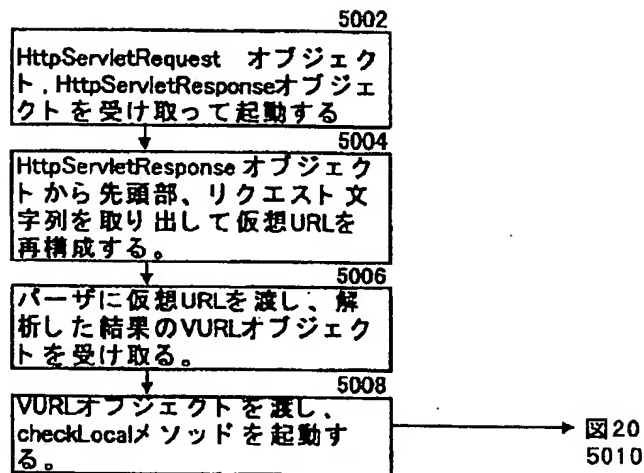 5002
HttpServletRequest オブジェク
ト,HttpServletResponseオブジェ
クトを受け取って起動する
5004
HttpServletResponse オブジェク
トから先頭部、リクエスト文
字列を取り出して仮想URLを
再構成する。
5006
パーザに仮想URLを渡し、解
析した結果のVURLオブジェク
トを受け取る。
5008
VURLオブジェクトを渡し、
checkLocalメソッドを起動す
る。
図20
5010